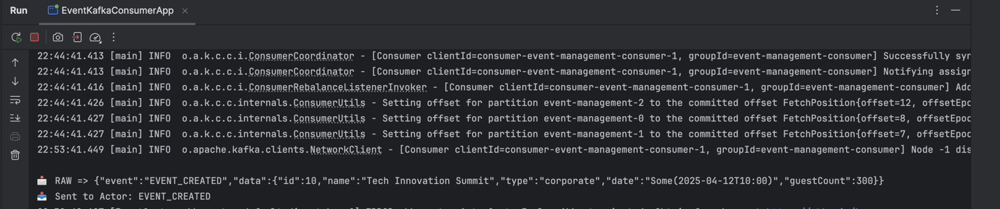 Run EventKafkaConsumerApp
22:44:41.413 [main] INFO  o.a.k.c.c.i.ConsumerCoordinator - [Consumer clientId=consumer-event-management-consumer-1, groupId=event-management-consumer] Successfully syn
22:44:41.413 [main] INFO  o.a.k.c.c.i.ConsumerCoordinator - [Consumer clientId=consumer-event-management-consumer-1, groupId=event-management-consumer] Notifying assign
22:44:41.416 [main] INFO  o.a.k.c.c.i.ConsumerRebalanceListenerInvoker - [Consumer clientId=consumer-event-management-consumer-1, groupId=event-management-consumer] Add
22:44:41.426 [main] INFO  o.a.k.c.c.internals.ConsumerUtils - Setting offset for partition event-management-2 to the committed offset FetchPosition{offset=12, offsetEpoc
22:44:41.427 [main] INFO  o.a.k.c.c.internals.ConsumerUtils - Setting offset for partition event-management-0 to the committed offset FetchPosition{offset=8, offsetEpoc
22:44:41.427 [main] INFO  o.a.k.c.c.internals.ConsumerUtils - Setting offset for partition event-management-1 to the committed offset FetchPosition{offset=7, offsetEpoc
22:53:41.449 [main] INFO  o.apache.kafka.clients.NetworkClient - [Consumer clientId=consumer-event-management-consumer-1, groupId=event-management-consumer] Node -1 dis
RAW => {"event":"EVENT_CREATED","data":{"id":10,"name":"Tech Innovation Summit","type":"corporate","date":"Some(2025-04-12T10:00)","guestCount":300}}
Sent to Actor: EVENT_CREATED